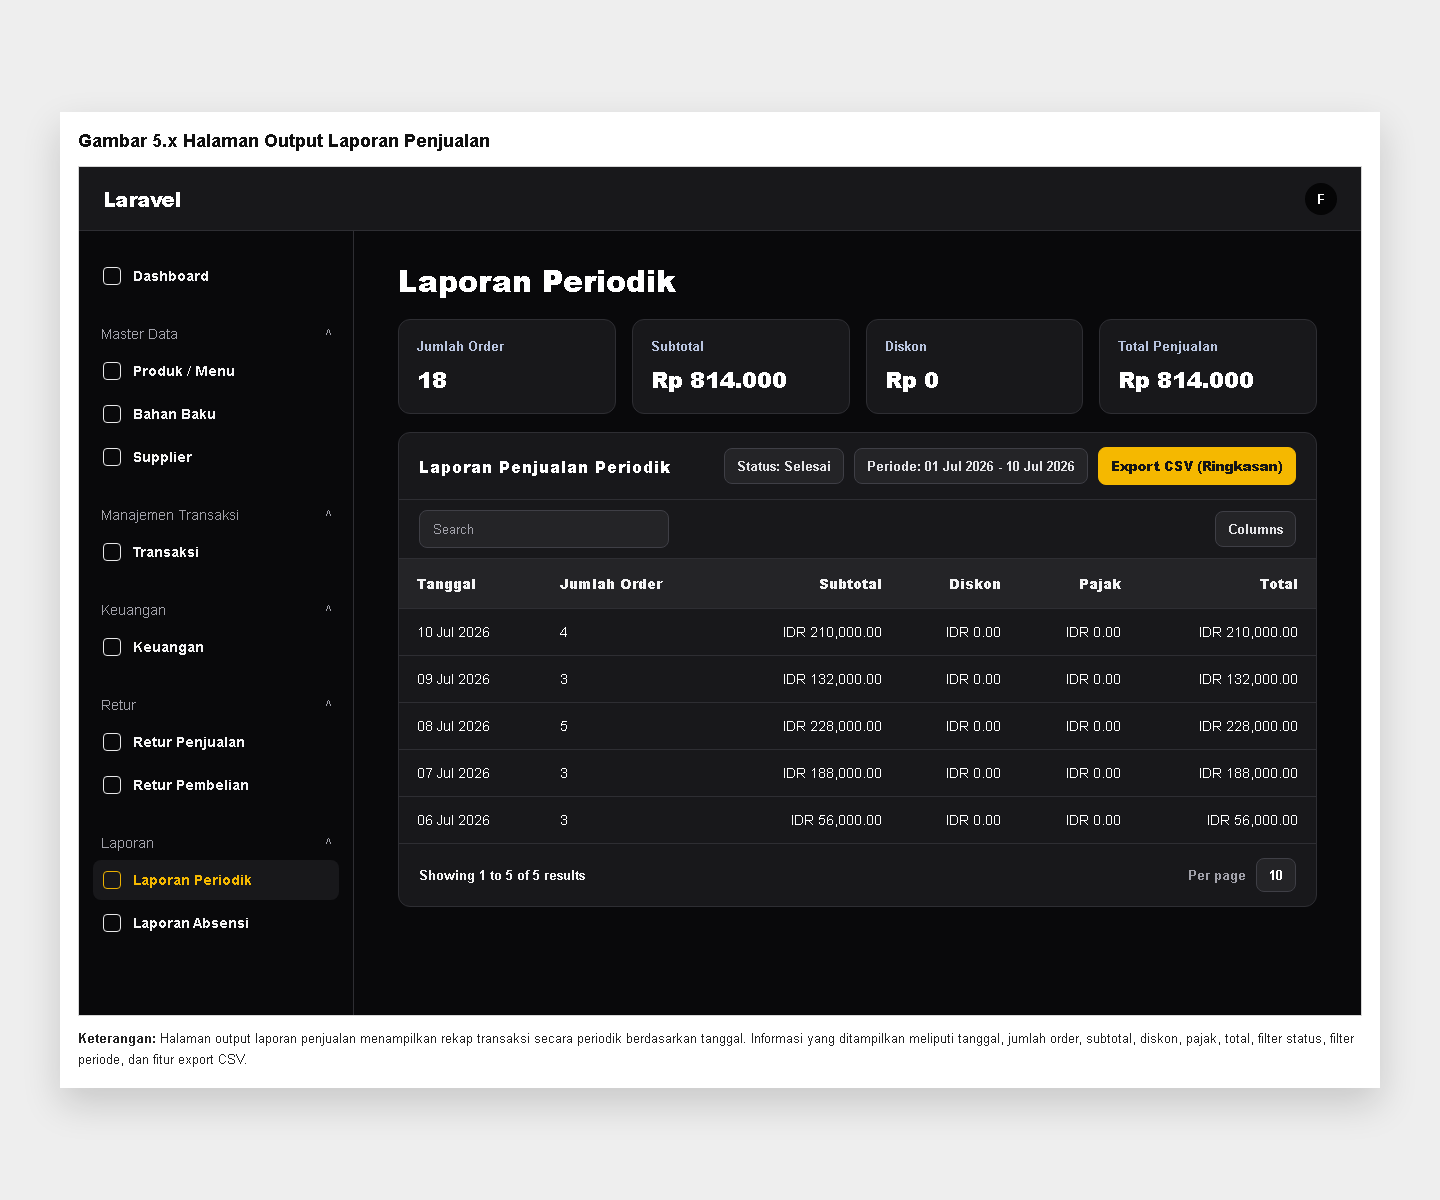 Gambar 5.x Halaman Output Laporan Penjualan
Laravel
F
Dashboard
Master Data ^
Produk / Menu
Bahan Baku
Supplier
Manajemen Transaksi ^
Transaksi
Keuangan ^
Keuangan
Retur ^
Retur Penjualan
Retur Pembelian
Laporan ^
Laporan Periodik
Laporan Absensi
Laporan Periodik
Jumlah Order
18
Subtotal
Rp 814.000
Diskon
Rp 0
Total Penjualan
Rp 814.000
Laporan Penjualan Periodik Status: Selesai Periode: 01 Jul 2026 - 10 Jul 2026 Export CSV (Ringkasan)
Search Columns
Tanggal Jumlah Order Subtotal Diskon Pajak Total
10 Jul 2026 4 IDR 210,000.00 IDR 0.00 IDR 0.00 IDR 210,000.00
09 Jul 2026 3 IDR 132,000.00 IDR 0.00 IDR 0.00 IDR 132,000.00
08 Jul 2026 5 IDR 228,000.00 IDR 0.00 IDR 0.00 IDR 228,000.00
07 Jul 2026 3 IDR 188,000.00 IDR 0.00 IDR 0.00 IDR 188,000.00
06 Jul 2026 3 IDR 56,000.00 IDR 0.00 IDR 0.00 IDR 56,000.00
Showing 1 to 5 of 5 results Per page 10
Keterangan: Halaman output laporan penjualan menampilkan rekap transaksi secara periodik berdasarkan tanggal. Informasi yang ditampilkan meliputi tanggal, jumlah order, subtotal, diskon, pajak, total, filter status, filter
periode, dan fitur export CSV.